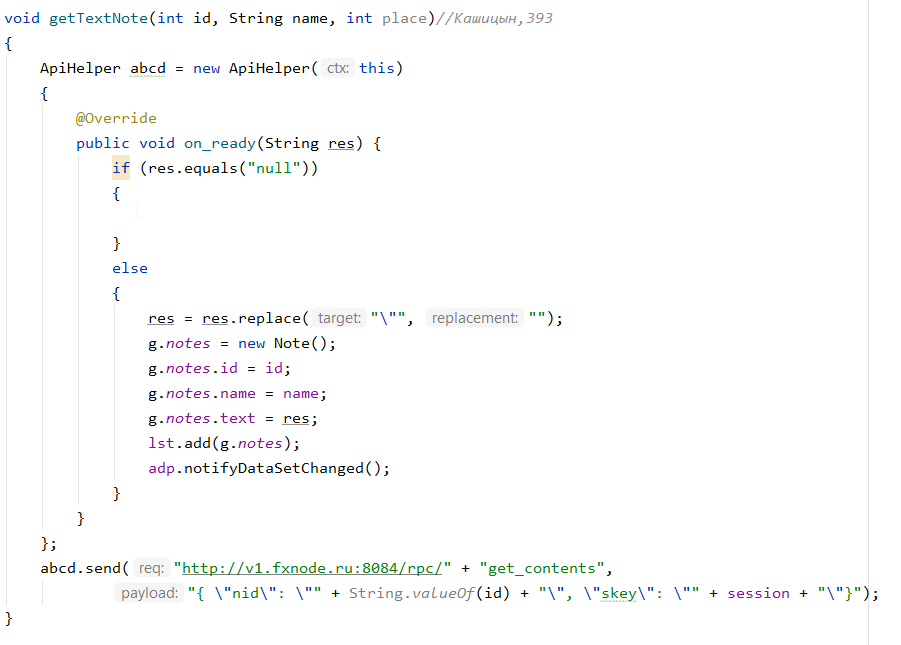 void getTextNote(int id, String name, int place)//Кашицын,393
{
ApiHelper abcd = new ApiHelper( ctx: this)
{
@Override
public void on_ready(String res) {
if (res.equals("null"))
{
}
else
{
res = res.replace( target: "\"", replacement: "");
g.notes = new Note();
g.notes.id = id;
g.notes.name = name;
g.notes.text = res;
lst.add(g.notes);
adp.notifyDataSetChanged();
}
}
};
abcd.send( req: "http://v1.fxnode.ru:8084/rpc/" + "get_contents",
payload: "{ \"nid\": \"" + String.valueOf(id) + "\", \"skey\": \"" + session + "\"}");
}